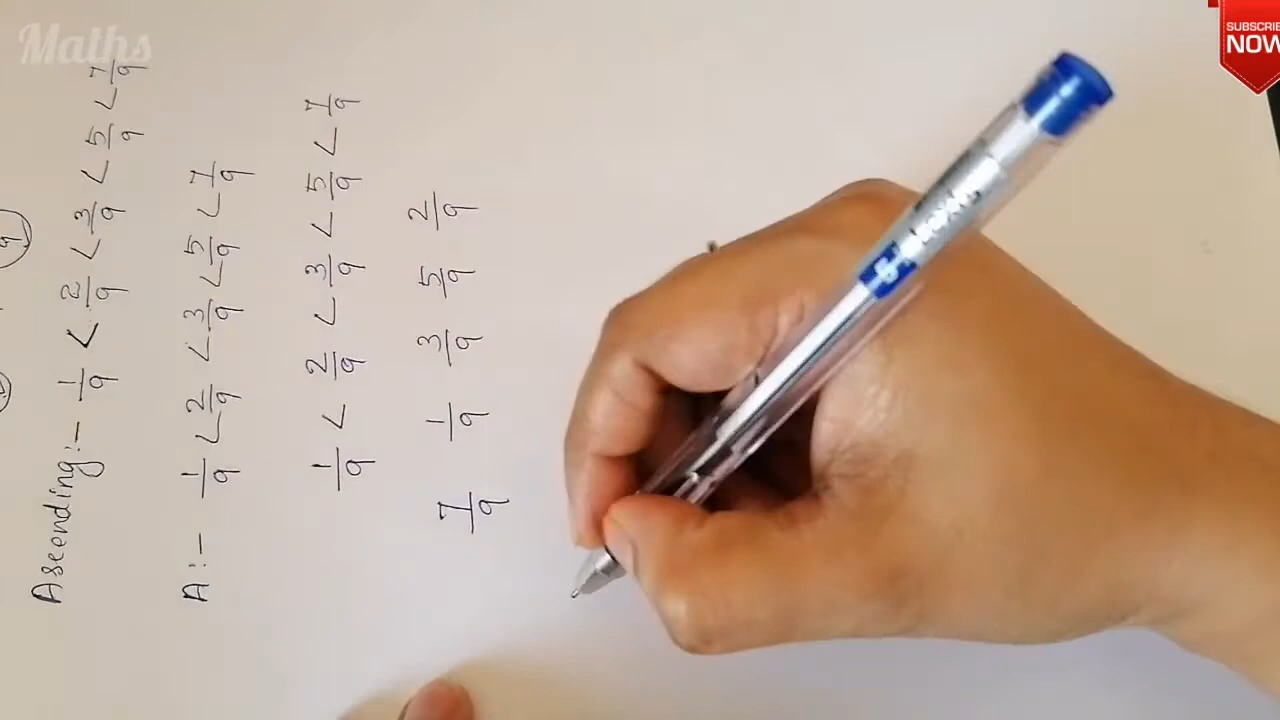 Maths
SUBSCRIBE
NOW
Ascending:- 1/9 < 2/9 < 3/9 < 5/9 < 7/9
A:- 1/9 < 2/9 < 3/9 < 5/9 < 7/9
1/9 < 2/9 < 3/9 < 5/9 < 7/9
7/9 1/9 3/9 5/9 2/9